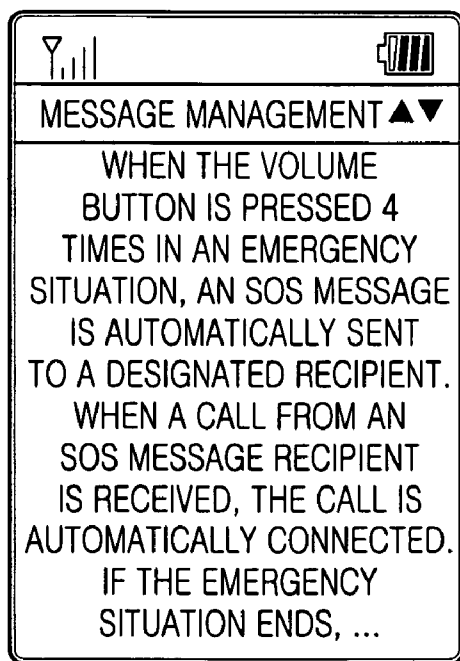 MESSAGE MANAGEMENT▲▼
WHEN THE VOLUME
BUTTON IS PRESSED 4
TIMES IN AN EMERGENCY
SITUATION, AN SOS MESSAGE
IS AUTOMATICALLY SENT
TO A DESIGNATED RECIPIENT.
WHEN A CALL FROM AN
SOS MESSAGE RECIPIENT
IS RECEIVED, THE CALL IS
AUTOMATICALLY CONNECTED.
IF THE EMERGENCY
SITUATION ENDS, ...